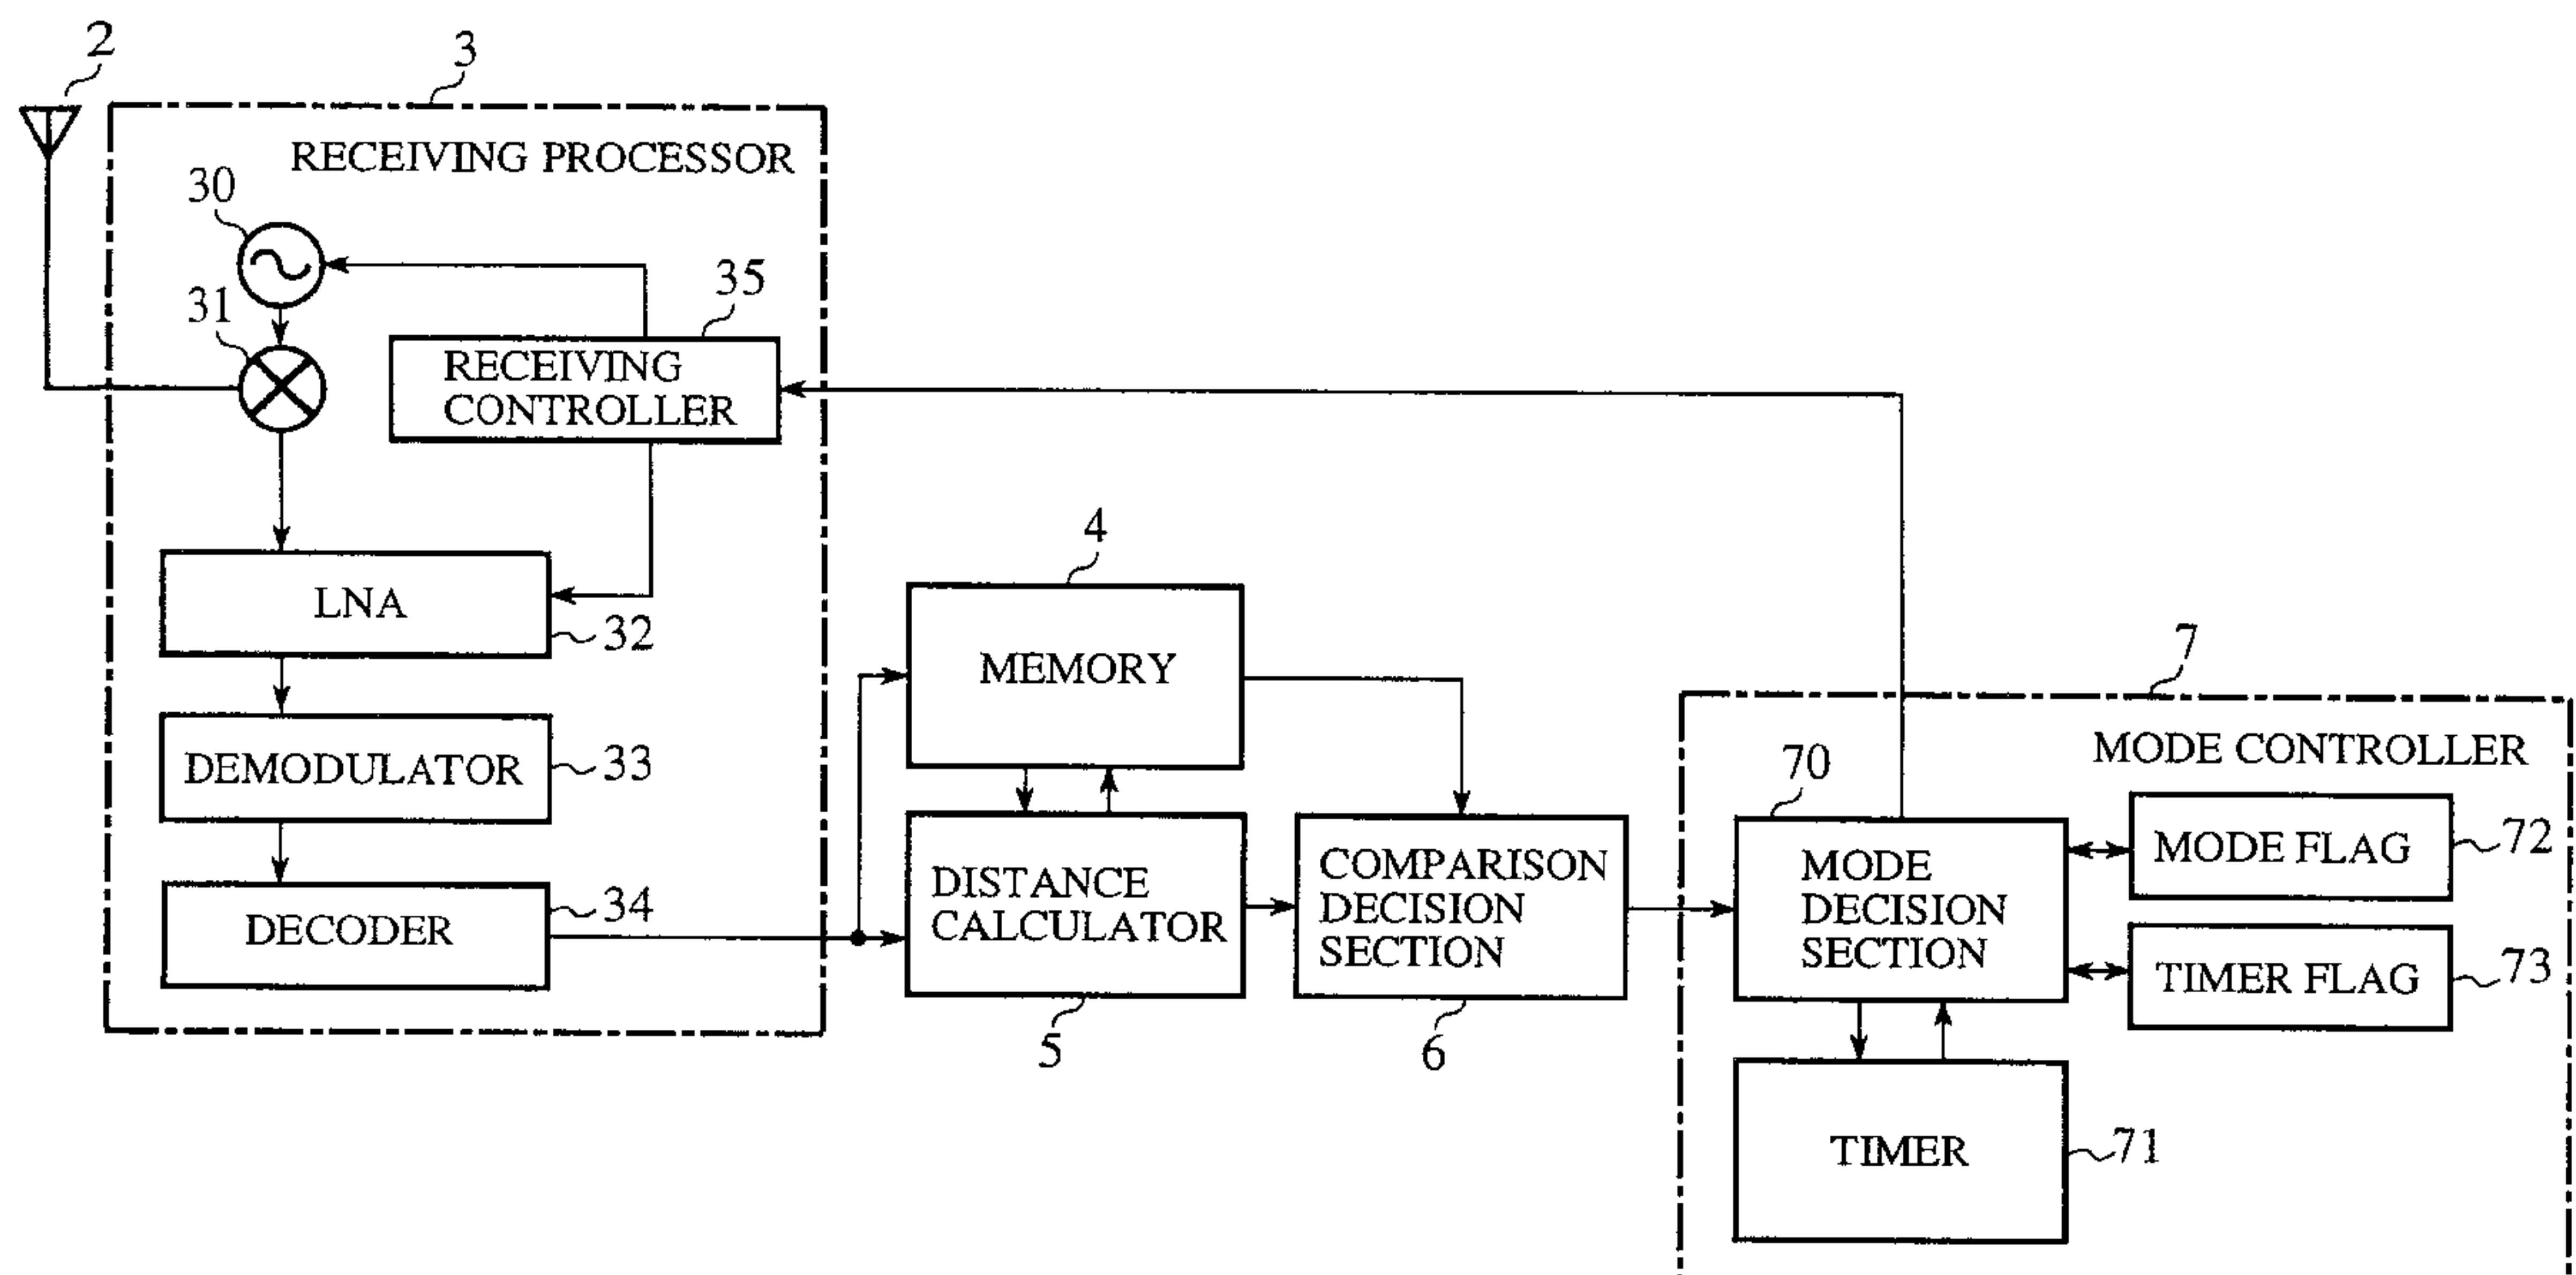 2
3
RECEIVING PROCESSOR
30
31
35
RECEIVING
CONTROLLER
LNA
32
DEMODULATOR
33
DECODER
34
4
MEMORY
DISTANCE
CALCULATOR
5
COMPARISON
DECISION
SECTION
6
7
MODE CONTROLLER
70
MODE
DECISION
SECTION
MODE FLAG
72
TIMER FLAG
73
TIMER
71